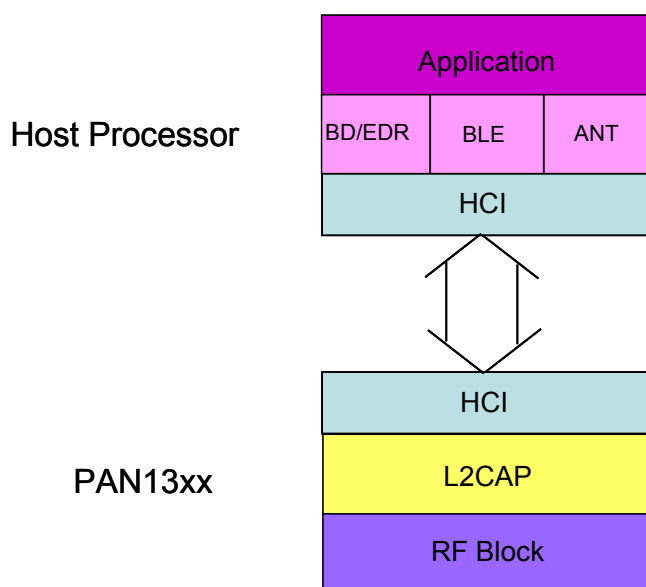 Application
Host Processor
BD/EDR
BLE
ANT
HCI
HCI
PAN13xx
L2CAP
RF Block